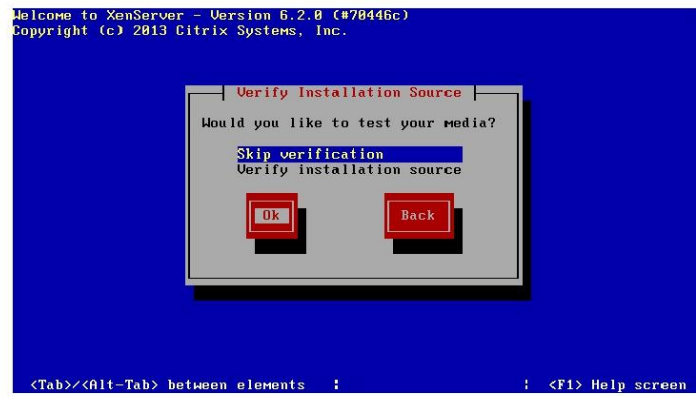 Welcome to XenServer - Version 6.2.0 (#70446c)
Copyright (c) 2013 Citrix Systems, Inc.
Verify Installation Source
Would you like to test your media?
Skip verification
Verify installation source
Ok Back
<Tab>/<Alt-Tab> between elements ¦ ¦ <F1> Help screen